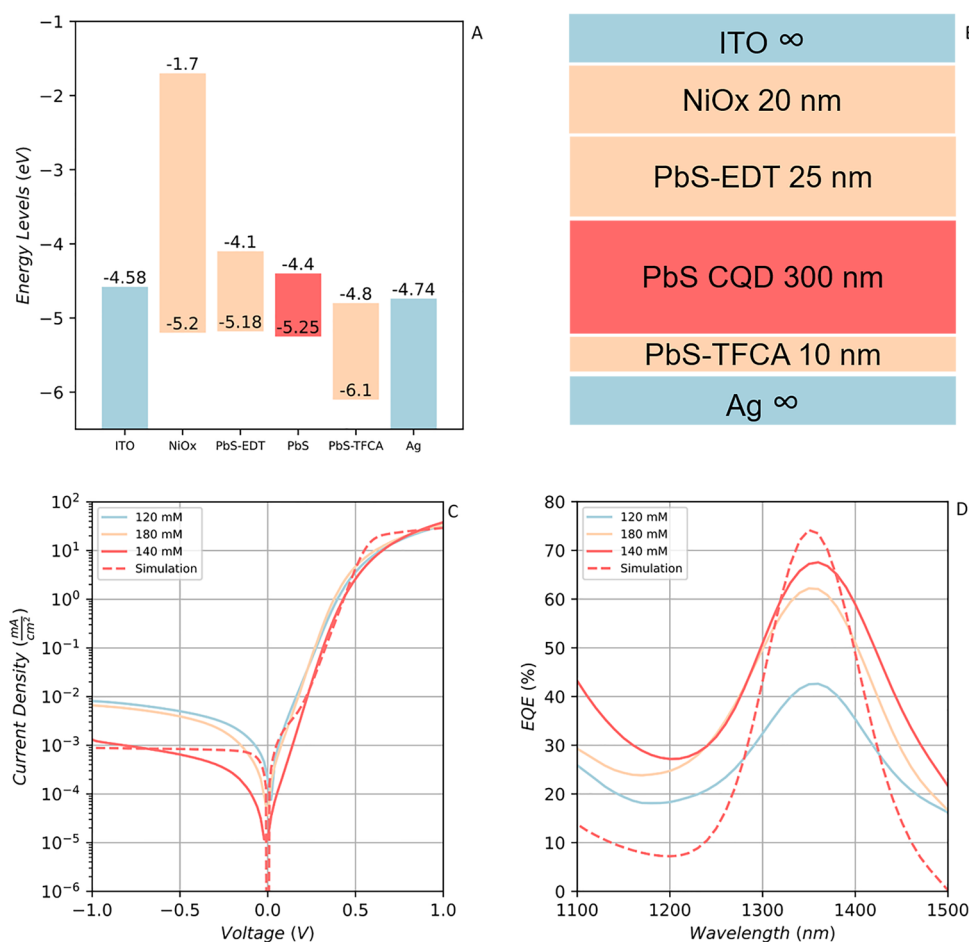 A
Energy Levels (eV)
−1
−2
−3
−4
−5
−6
-4.58
-1.7
-5.2
-4.1
-5.18
-4.4
-5.25
-4.8
-6.1
-4.74
ITO
NiOx
PbS-EDT
PbS
PbS-TFCA
Ag
ITO ∞
NiOx 20 nm
PbS-EDT 25 nm
PbS CQD 300 nm
PbS-TFCA 10 nm
Ag ∞
C
Current Density (mA/cm²)
10²
10¹
10⁰
10⁻¹
10⁻²
10⁻³
10⁻⁴
10⁻⁵
10⁻⁶
120 mM
180 mM
140 mM
Simulation
−1.0
−0.5
0.0
0.5
1.0
Voltage (V)
D
EQE (%)
80
70
60
50
40
30
20
10
0
120 mM
180 mM
140 mM
Simulation
1100
1200
1300
1400
1500
Wavelength (nm)